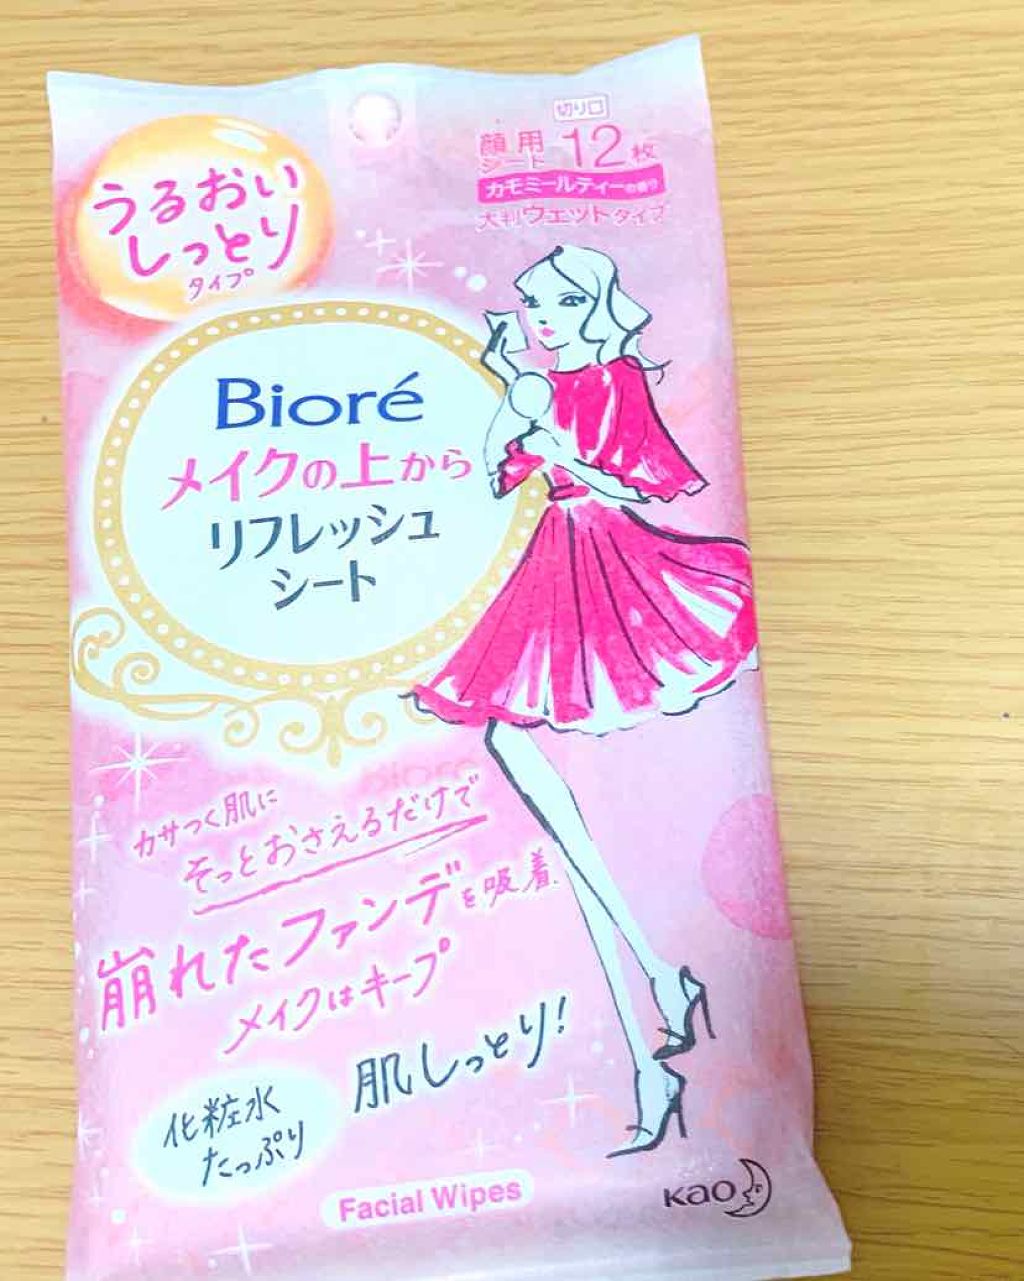 切り口
顔用
シート
12枚
カモミールティーの香り
大判ウェットタイプ
うるおい
しっとり
タイプ
Bioré
メイクの上から
リフレッシュ
シート
カサつく肌に
そっとおさえるだけで
崩れたファンデを吸着
メイクはキープ
肌しっとり!
化粧水
たっぷり
Facial Wipes
Kao